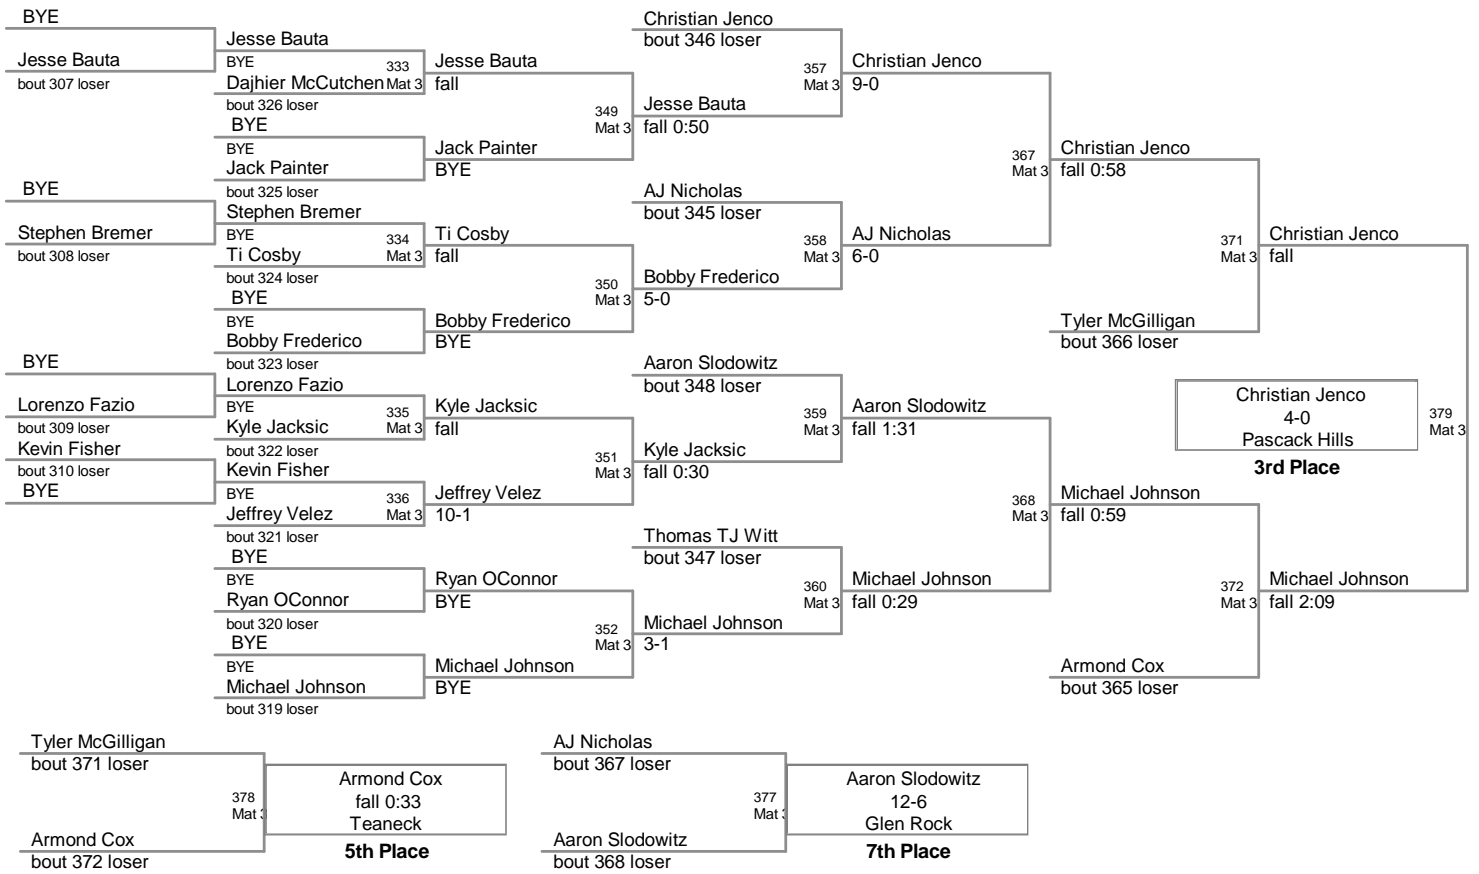 BYE
Jesse Bauta
bout 307 loser
BYE
Stephen Bremer
bout 308 loser
BYE
Lorenzo Fazio
bout 309 loser
Kevin Fisher
bout 310 loser
BYE
Jesse Bauta
BYE
333
Dajhier McCutchen
Mat 3
bout 326 loser
BYE
BYE
Jack Painter
bout 325 loser
Stephen Bremer
BYE
334
Ti Cosby
Mat 3
bout 324 loser
BYE
BYE
Bobby Frederico
bout 323 loser
Lorenzo Fazio
BYE
335
Kyle Jacksic
Mat 3
bout 322 loser
Kevin Fisher
BYE
336
Jeffrey Velez
Mat 3
bout 321 loser
BYE
BYE
Ryan OConnor
bout 320 loser
BYE
BYE
Michael Johnson
bout 319 loser
Jesse Bauta
fall
349
Mat 3
Jack Painter
BYE
Ti Cosby
fall
350
Mat 3
Bobby Frederico
BYE
Kyle Jacksic
fall
351
Mat 3
Jeffrey Velez
10-1
Ryan OConnor
BYE
352
Mat 3
Michael Johnson
BYE
Christian Jenco
bout 346 loser
357
Mat 3
Jesse Bauta
fall 0:50
AJ Nicholas
bout 345 loser
358
Mat 3
Bobby Frederico
5-0
Aaron Slodowitz
bout 348 loser
359
Mat 3
Kyle Jacksic
fall 0:30
Thomas TJ Witt
bout 347 loser
360
Mat 3
Michael Johnson
3-1
Christian Jenco
9-0
367
Mat 3
AJ Nicholas
6-0
Aaron Slodowitz
fall 1:31
368
Mat 3
Michael Johnson
fall 0:29
Christian Jenco
fall 0:58
371
Mat 3
Tyler McGilligan
bout 366 loser
Michael Johnson
fall 0:59
372
Mat 3
Armond Cox
bout 365 loser
Christian Jenco
fall
Christian Jenco
4-0
Pascack Hills
3rd Place
379
Mat 3
Michael Johnson
fall 2:09
Tyler McGilligan
bout 371 loser
378
Mat 3
Armond Cox
bout 372 loser
Armond Cox
fall 0:33
Teaneck
5th Place
AJ Nicholas
bout 367 loser
377
Mat 3
Aaron Slodowitz
bout 368 loser
Aaron Slodowitz
12-6
Glen Rock
7th Place